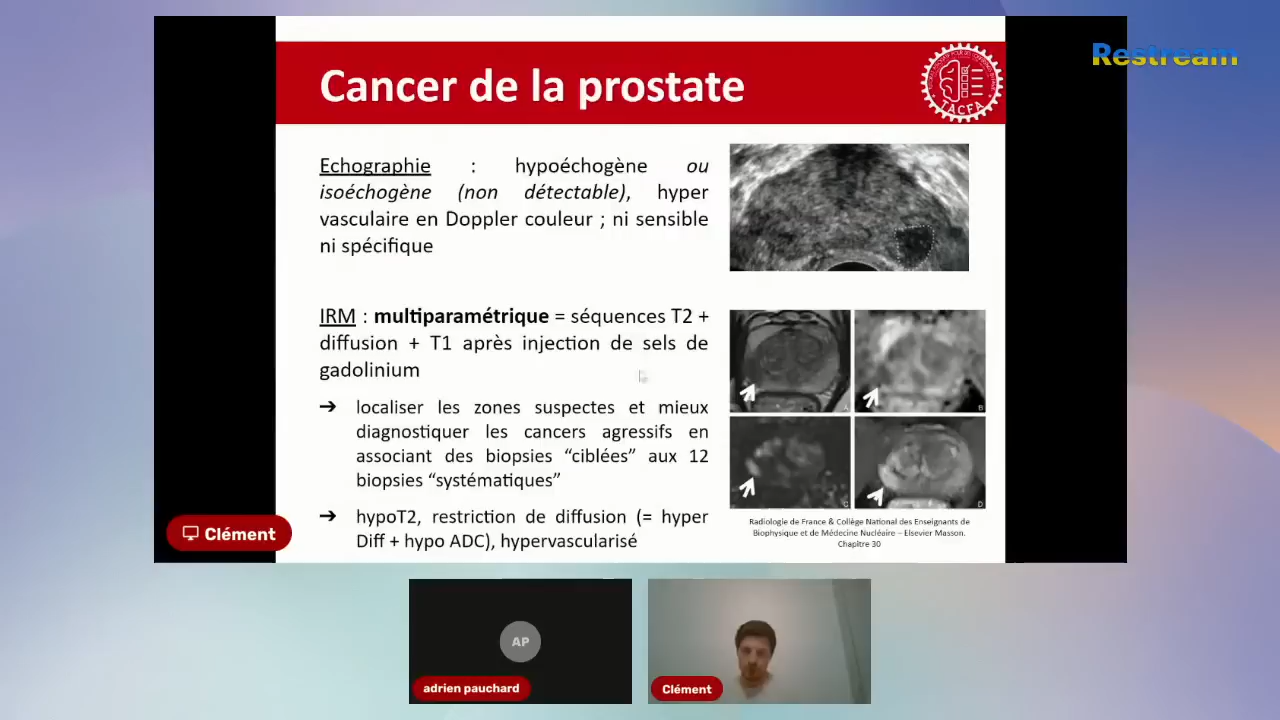 Restream
Cancer de la prostate
TACFA
Echographie : hypoéchogène ou
isoéchogène (non détectable), hyper
vasculaire en Doppler couleur ; ni sensible
ni spécifique
IRM : multiparamétrique = séquences T2 +
diffusion + T1 après injection de sels de
gadolinium
➔ localiser les zones suspectes et mieux
diagnostiquer les cancers agressifs en
associant des biopsies “ciblées” aux 12
biopsies “systématiques”
➔ hypoT2, restriction de diffusion (= hyper
Diff + hypo ADC), hypervascularisé
A
B
C
D
Radiologie de France & Collège National des Enseignants de
Biophysique et de Médecine Nucléaire – Elsevier Masson.
Chapitre 30
Clément
AP
adrien pauchard
Clément